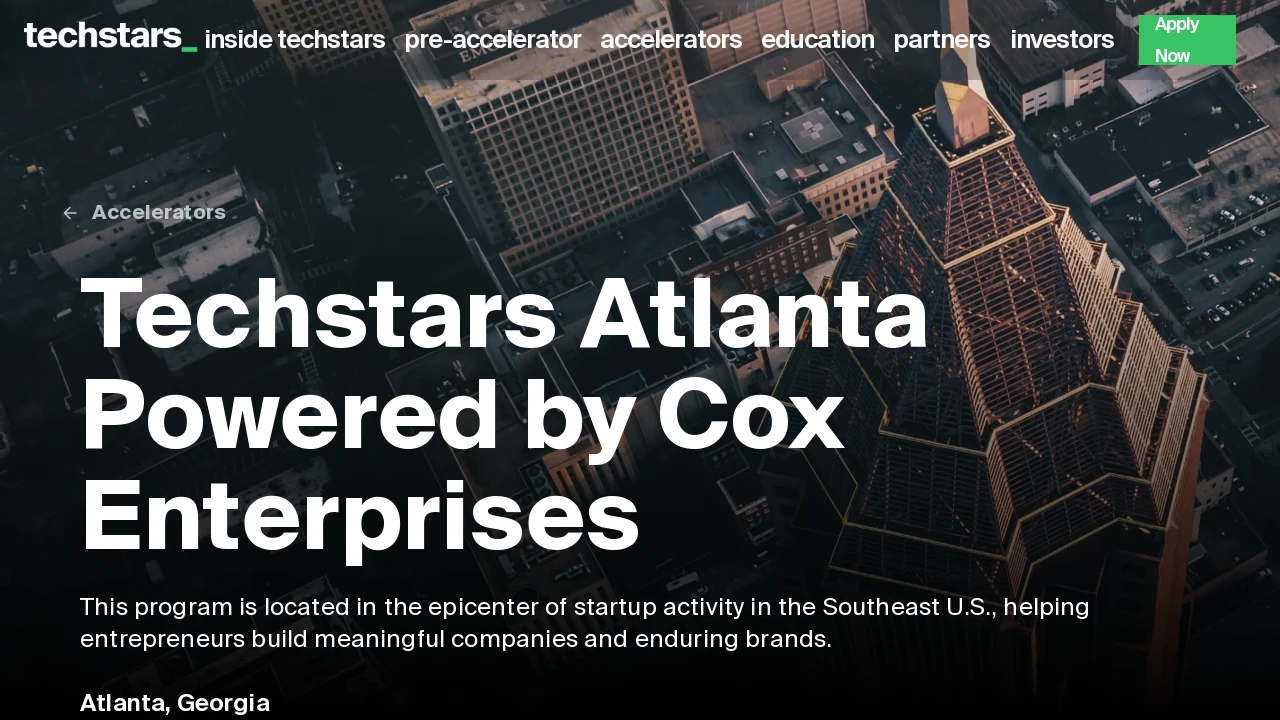 techstars_ inside techstars pre-accelerator accelerators education partners investors Apply
Now
← Accelerators
Techstars Atlanta
Powered by Cox
Enterprises
This program is located in the epicenter of startup activity in the Southeast U.S., helping
entrepreneurs build meaningful companies and enduring brands.
Atlanta, Georgia